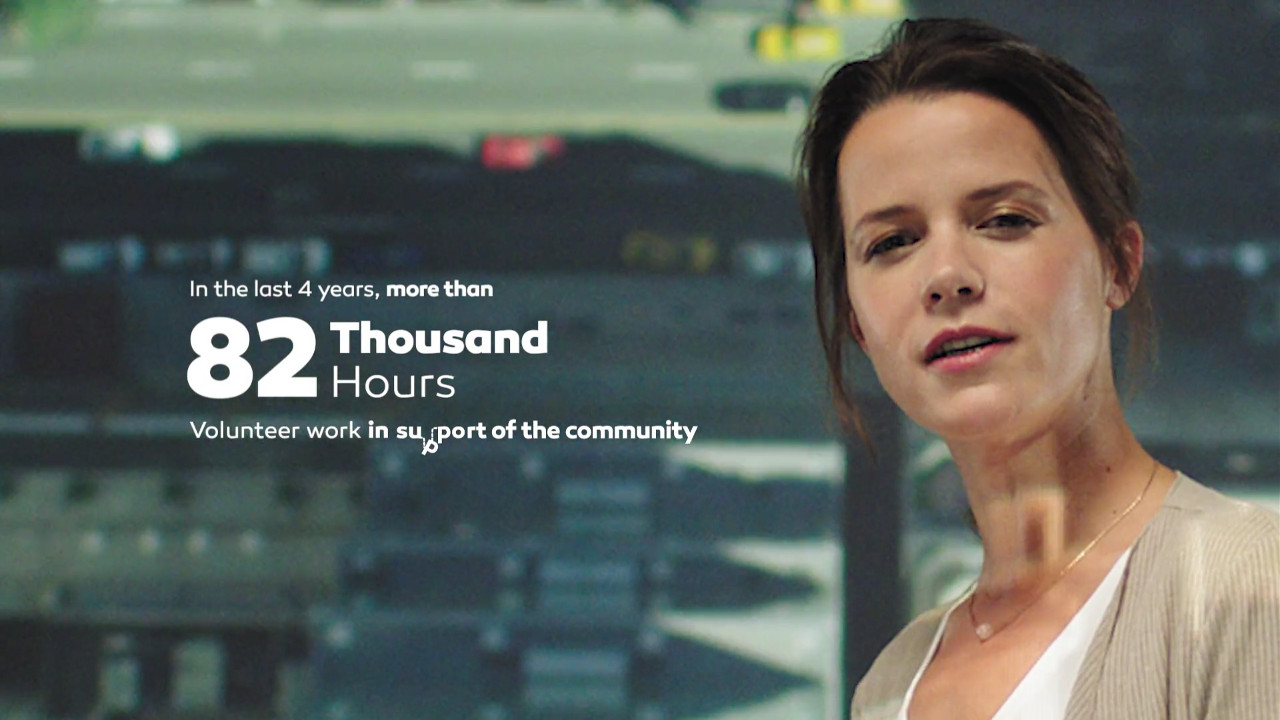 In the last 4 years, more than
82 Thousand
Hours
Volunteer work in support of the community